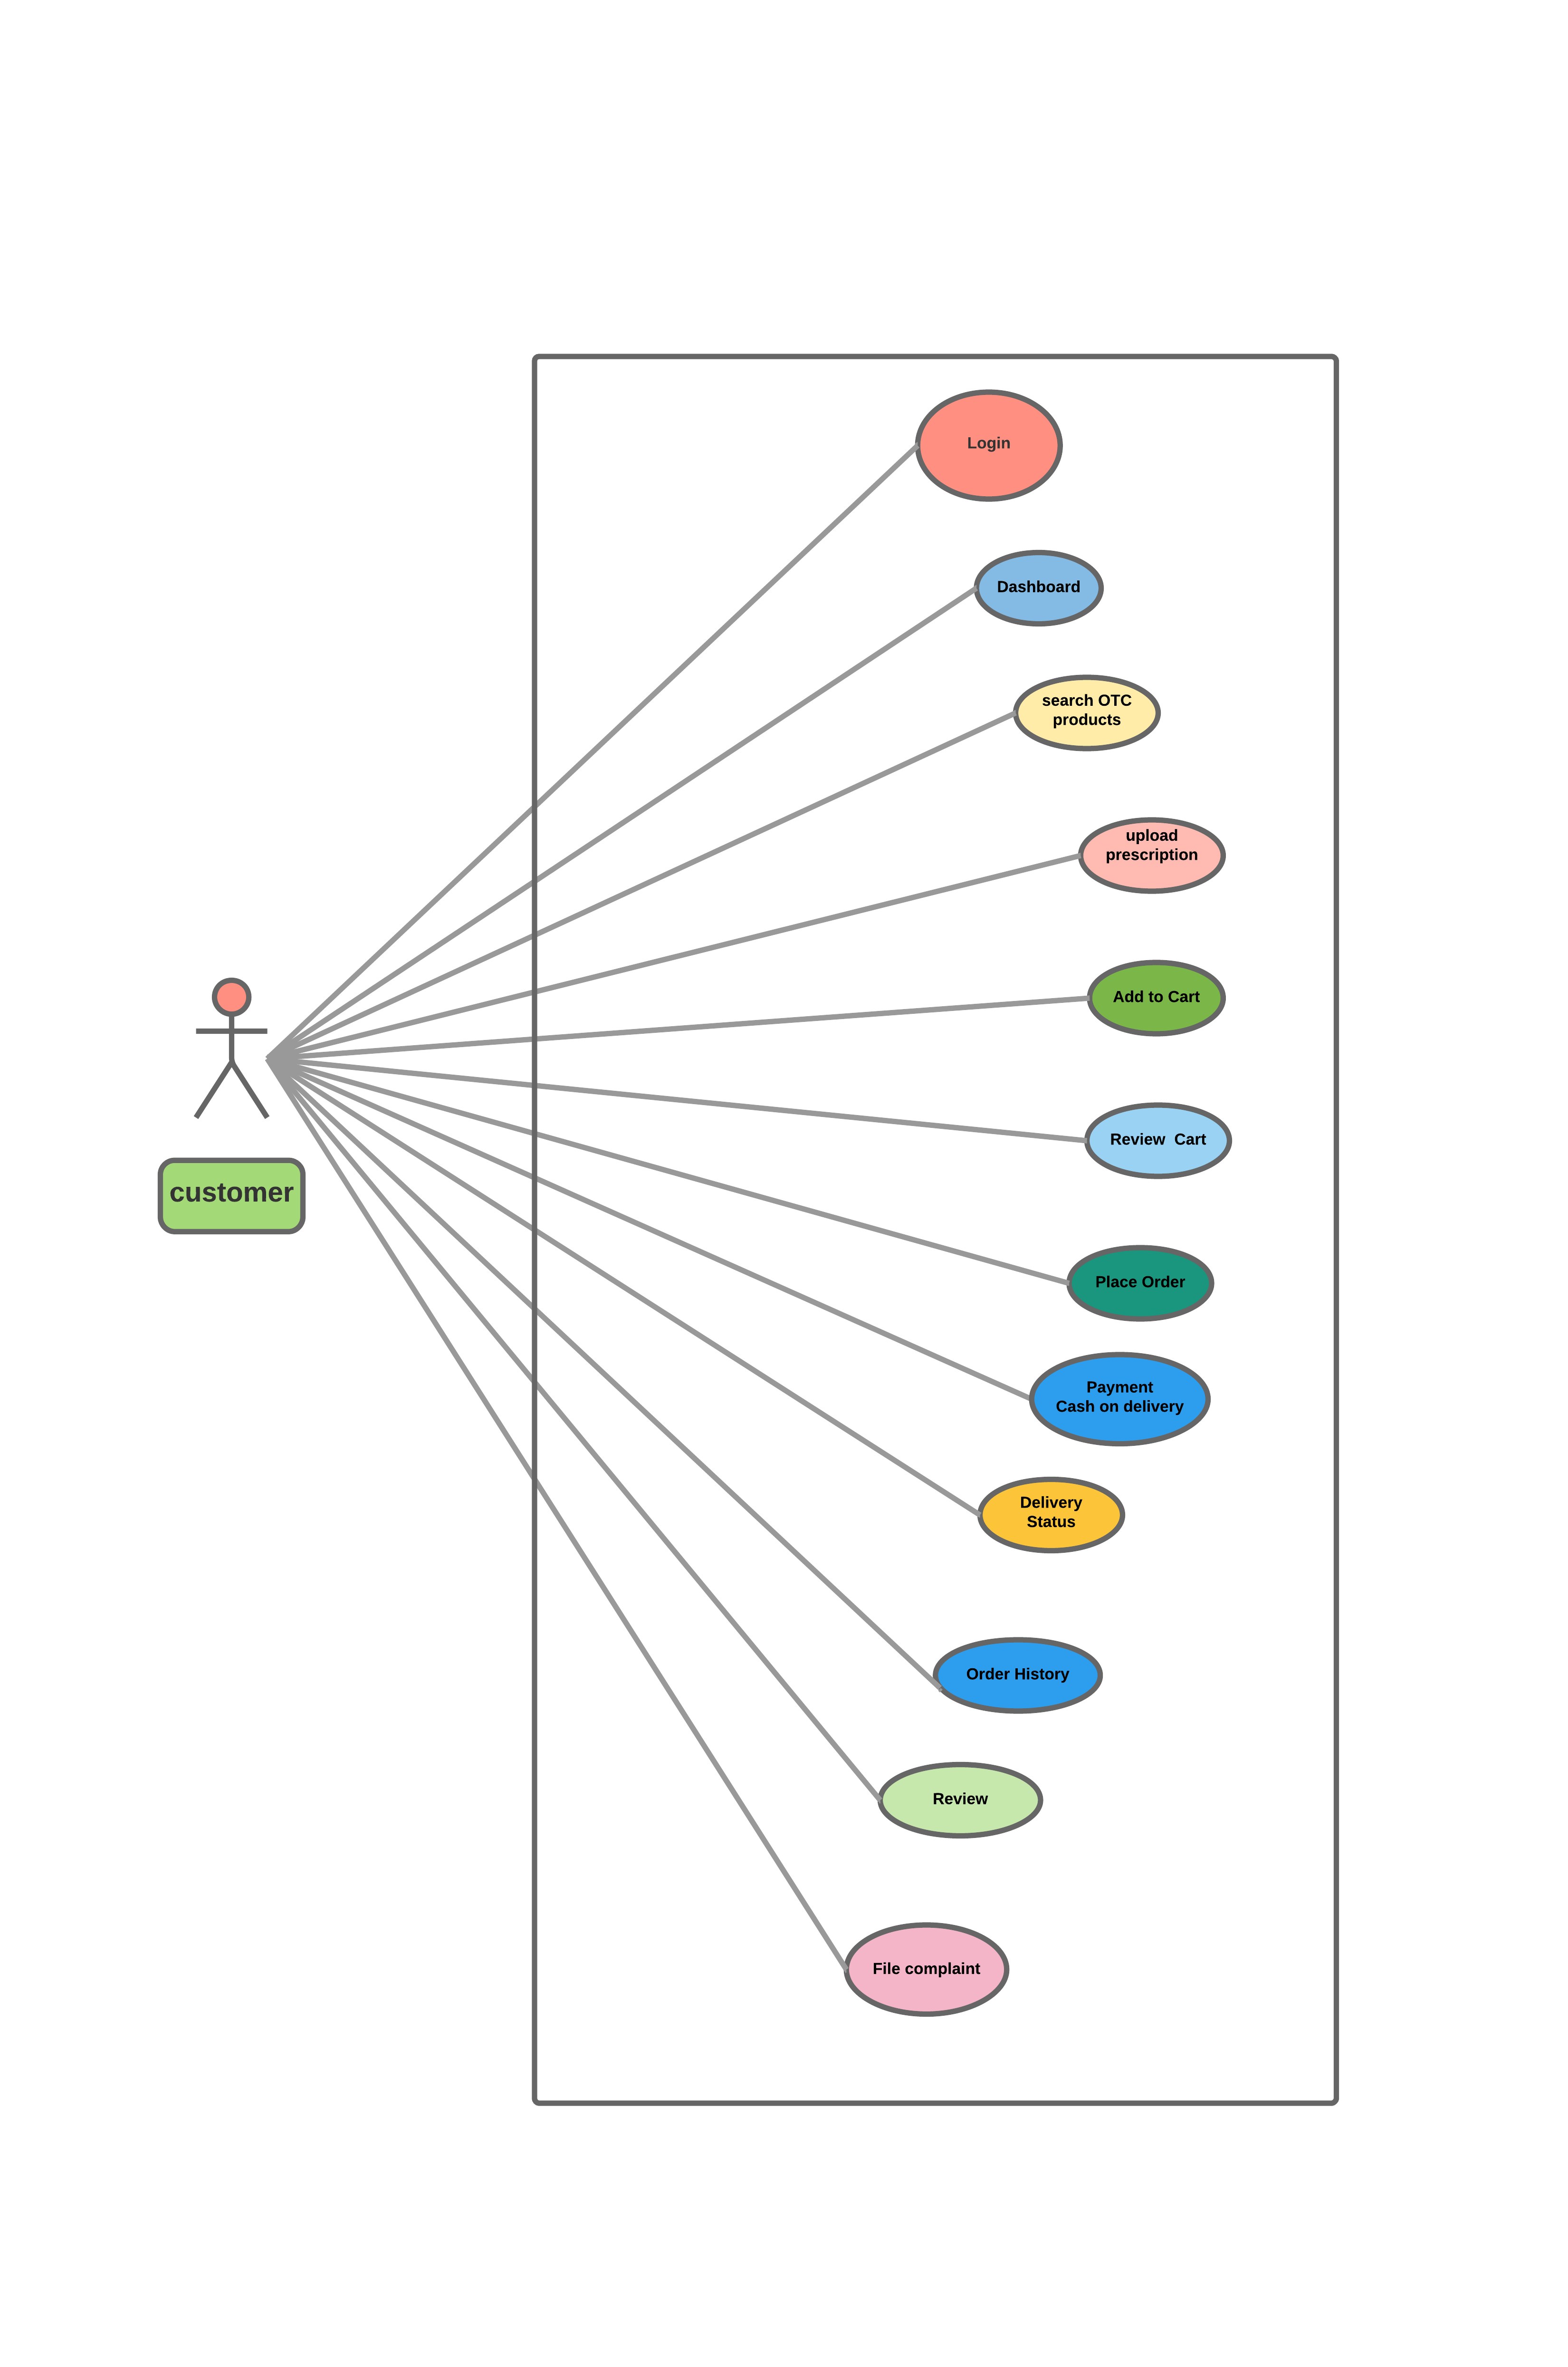 Login
Dashboard
search OTC
products
upload
prescription
Add to Cart
Review  Cart
customer
Place Order
Payment
Cash on delivery
Delivery
Status
Order History
Review
File complaint